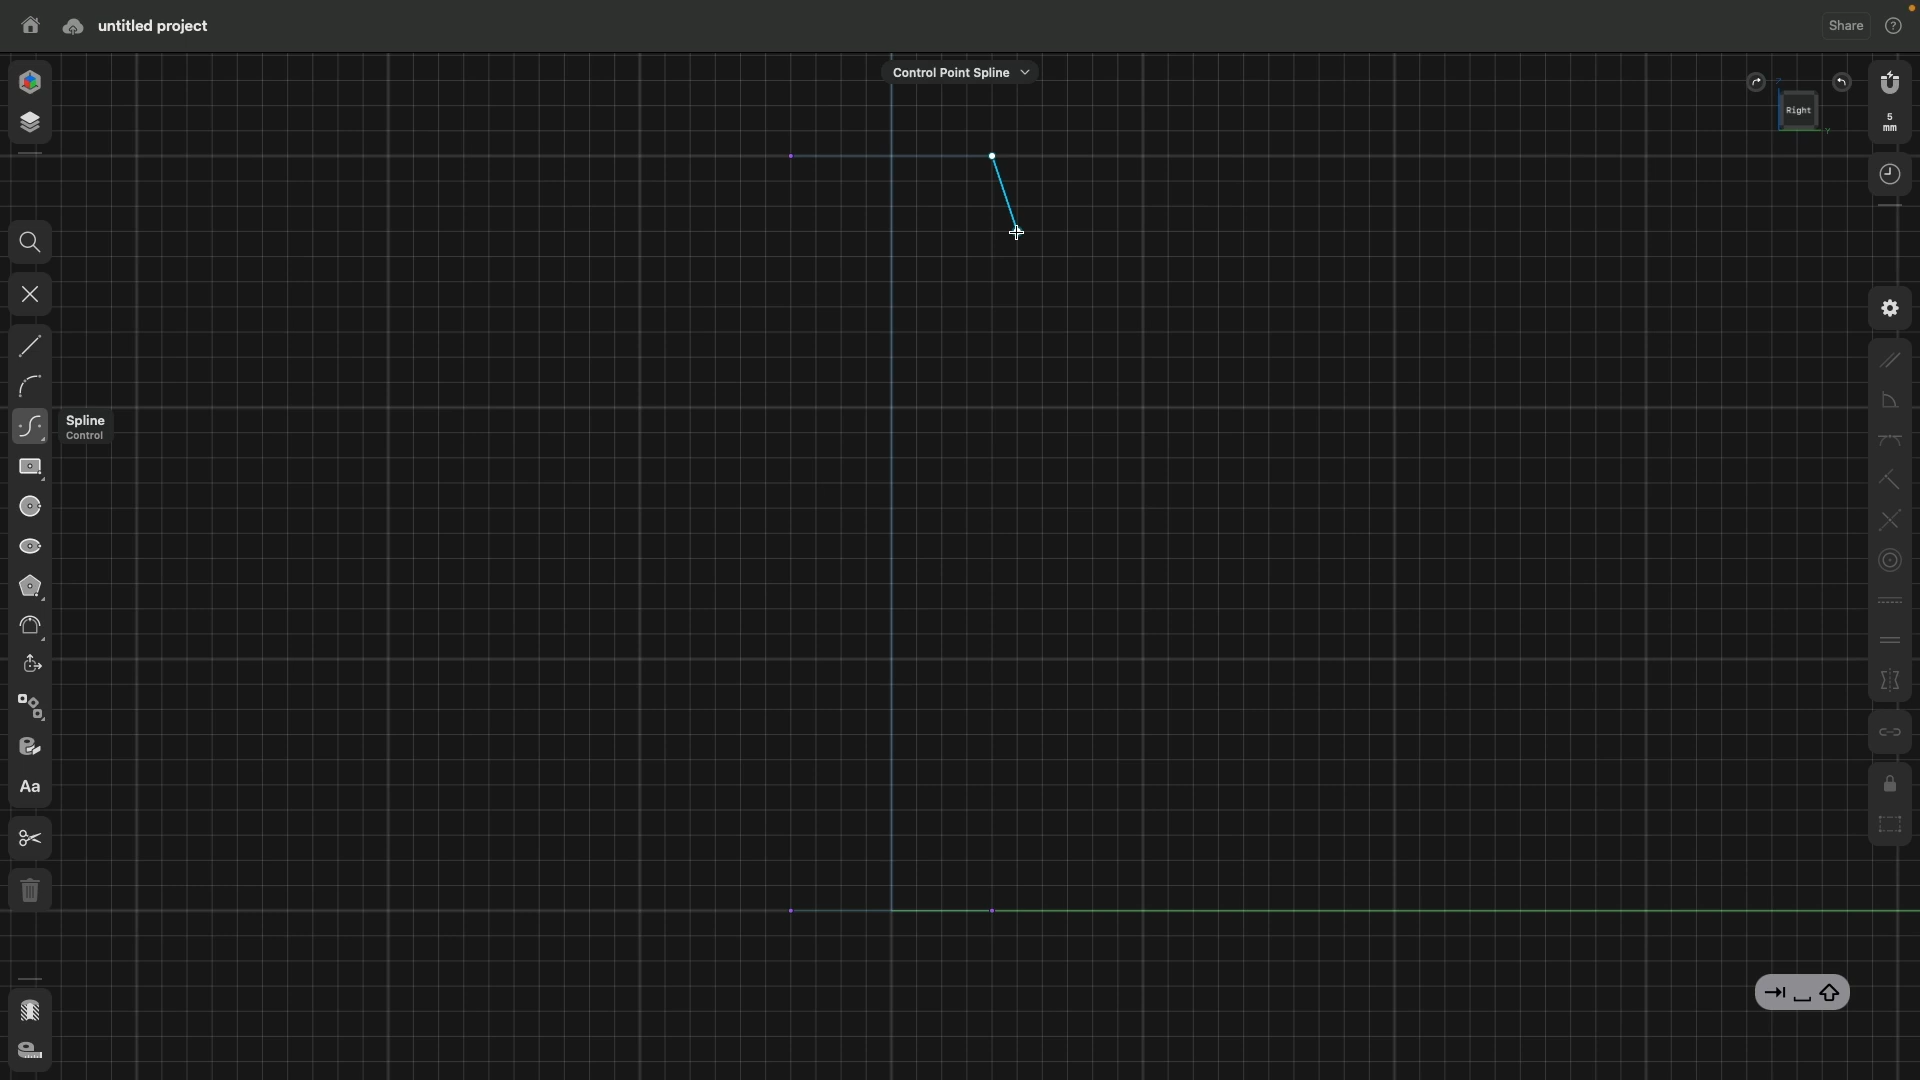 untitled project
Share
?
Control Point Spline
Right
Z
Y
5
mm
Spline
Control
Aa